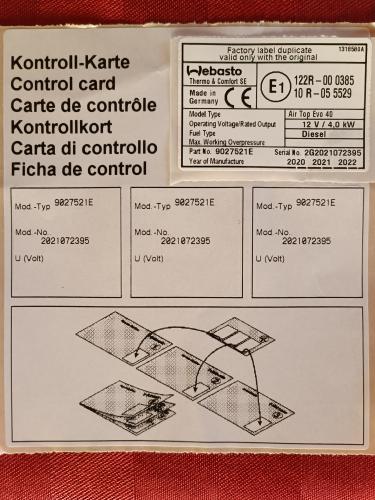 Kontroll-Karte
Control card
Carte de contrôle
Kontrollkort
Carta di controllo
Ficha de control
Factory label duplicate
valid only with the original
1318580A
Webasto
Thermo & Comfort SE
Made in
Germany
CE
E1
122R-00 0385
10 R-05 5529
Model Type Air Top Evo 40
Operating Voltage/Rated Output 12 V / 4,0 kW
Fuel Type Diesel
Max. Working Overpressure
Part No. 9027521E Serial No. 2G2021072395
Year of Manufacture 2020 2021 2022
Mod.-Typ 9027521E
Mod.-No.
2021072395
U (Volt)
Mod.-Typ 9027521E
Mod.-No.
2021072395
U (Volt)
Mod.-Typ 9027521E
Mod.-No.
2021072395
U (Volt)